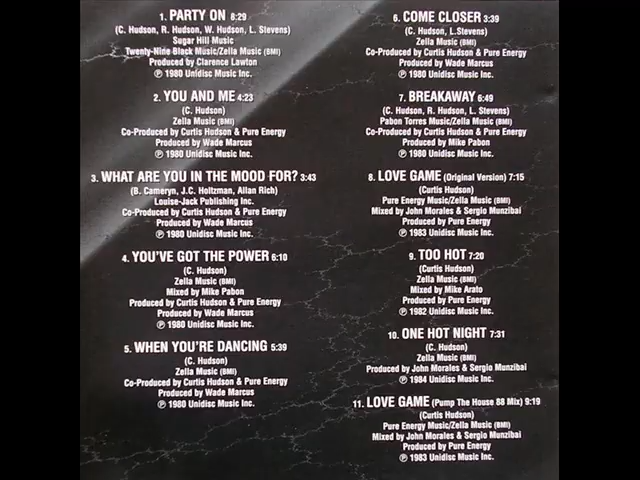 1. PARTY ON 8:29
(C. Hudson, R. Hudson, W. Hudson, L. Stevens)
Sugar Hill Music
Twenty-Nine Black Music/Zella Music (BMI)
Produced by Clarence Lawton
℗ 1980 Unidisc Music Inc.
2. YOU AND ME 4:23
(C. Hudson)
Zella Music (BMI)
Co-Produced by Curtis Hudson & Pure Energy
Produced by Wade Marcus
℗ 1980 Unidisc Music Inc.
3. WHAT ARE YOU IN THE MOOD FOR? 3:43
(B. Cameryn, J.C. Holtzman, Allan Rich)
Louise-Jack Publishing Inc.
Co-Produced by Curtis Hudson & Pure Energy
Produced by Wade Marcus
℗ 1980 Unidisc Music Inc.
4. YOU'VE GOT THE POWER 6:10
(C. Hudson)
Zella Music (BMI)
Mixed by Mike Pabon
Produced by Curtis Hudson & Pure Energy
Produced by Wade Marcus
℗ 1980 Unidisc Music Inc.
5. WHEN YOU'RE DANCING 5:39
(C. Hudson)
Zella Music (BMI)
Co-Produced by Curtis Hudson & Pure Energy
Produced by Wade Marcus
℗ 1980 Unidisc Music Inc.
6. COME CLOSER 3:39
(C. Hudson, L.Stevens)
Zella Music (BMI)
Co-Produced by Curtis Hudson & Pure Energy
Produced by Wade Marcus
℗ 1980 Unidisc Music Inc.
7. BREAKAWAY 6:49
(C. Hudson, R. Hudson, L. Stevens)
Pabon Torres Music/Zella Music (BMI)
Co-Produced by Curtis Hudson & Pure Energy
Produced by Mike Pabon
℗ 1980 Unidisc Music Inc.
8. LOVE GAME (Original Version) 7:15
(Curtis Hudson)
Pure Energy Music/Zella Music (BMI)
Mixed by John Morales & Sergio Munzibai
Produced by Pure Energy
℗ 1983 Unidisc Music Inc.
9. TOO HOT 7:20
(Curtis Hudson)
Zella Music (BMI)
Mixed by Mike Arato
Produced by Pure Energy
℗ 1982 Unidisc Music Inc.
10. ONE HOT NIGHT 7:31
(C. Hudson)
Zella Music (BMI)
Produced by John Morales & Sergio Munzibai
℗ 1984 Unidisc Music Inc.
11. LOVE GAME (Pump The House 88 Mix) 9:19
(Curtis Hudson)
Pure Energy Music/Zella Music (BMI)
Mixed by John Morales & Sergio Munzibai
Produced by Pure Energy
℗ 1983 Unidisc Music Inc.